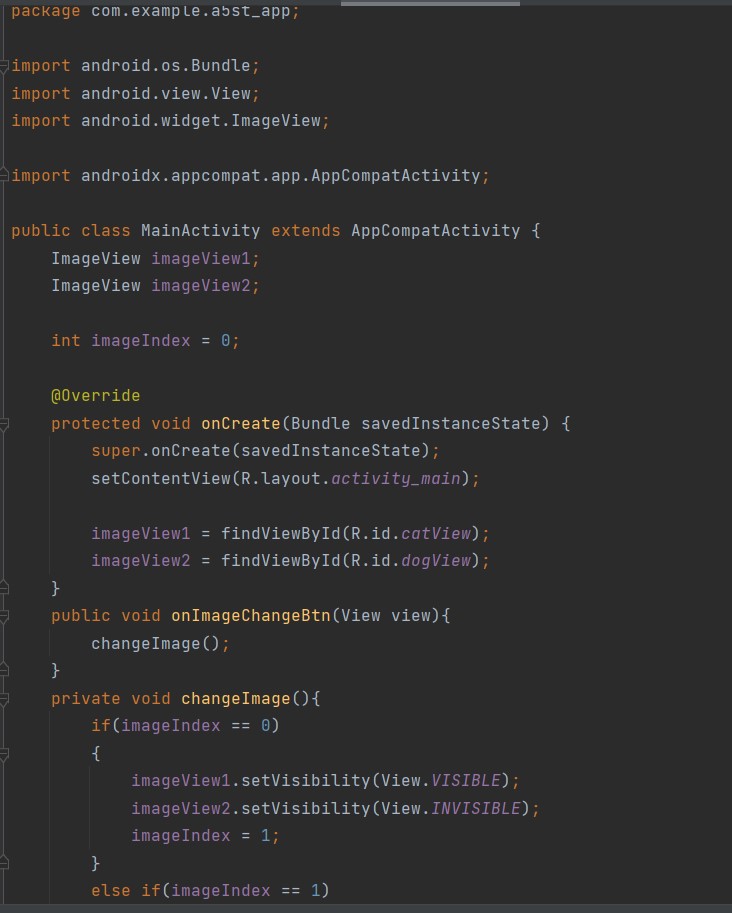 package com.example.a5st_app;
import android.os.Bundle;
import android.view.View;
import android.widget.ImageView;
import androidx.appcompat.app.AppCompatActivity;
public class MainActivity extends AppCompatActivity {
    ImageView imageView1;
    ImageView imageView2;
    int imageIndex = 0;
    @Override
    protected void onCreate(Bundle savedInstanceState) {
        super.onCreate(savedInstanceState);
        setContentView(R.layout.activity_main);
        imageView1 = findViewById(R.id.catView);
        imageView2 = findViewById(R.id.dogView);
    }
    public void onImageChangeBtn(View view){
        changeImage();
    }
    private void changeImage(){
        if(imageIndex == 0)
        {
            imageView1.setVisibility(View.VISIBLE);
            imageView2.setVisibility(View.INVISIBLE);
            imageIndex = 1;
        }
        else if(imageIndex == 1)